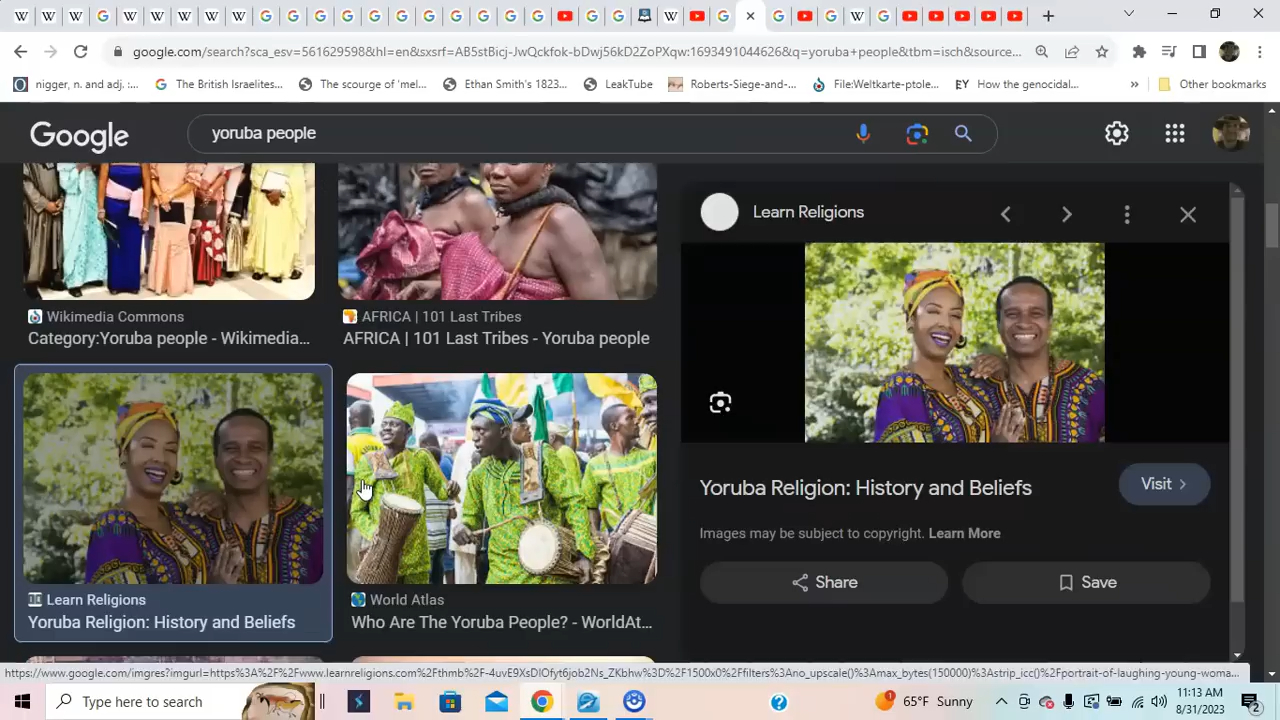 google.com/search?sca_esv=561629598&hl=en&sxsrf=AB5stBicj-JwQckfok-bDwj56kD2ZoPXqw:1693491044626&q=yoruba+people&tbm=isch&source...
nigger, n. and adj. :... The British Israelites... The scourge of 'mel... Ethan Smith's 1823... LeakTube Roberts-Siege-and-... File:Weltkarte-ptole... EY How the genocidal... » Other bookmarks
Google
yoruba people
Learn Religions
Wikimedia Commons
Category:Yoruba people - Wikimedia...
AFRICA | 101 Last Tribes
AFRICA | 101 Last Tribes - Yoruba people
Learn Religions
Yoruba Religion: History and Beliefs
World Atlas
Who Are The Yoruba People? - WorldAt...
Yoruba Religion: History and Beliefs
Visit >
Images may be subject to copyright. Learn More
Share
Save
https://www.google.com/imgres?imgurl=https%3A%2F%2Fwww.learnreligions.com%2Fthmb%2F-4uvE9XsDIOfyt6job2Ns_ZKbhw%3D%2F1500x0%2Ffilters%3Ano_upscale()%3Amax_bytes(150000)%3Astrip_icc()%2Fportrait-of-laughing-young-woma...
Type here to search
65°F Sunny
11:13 AM
8/31/2023
2